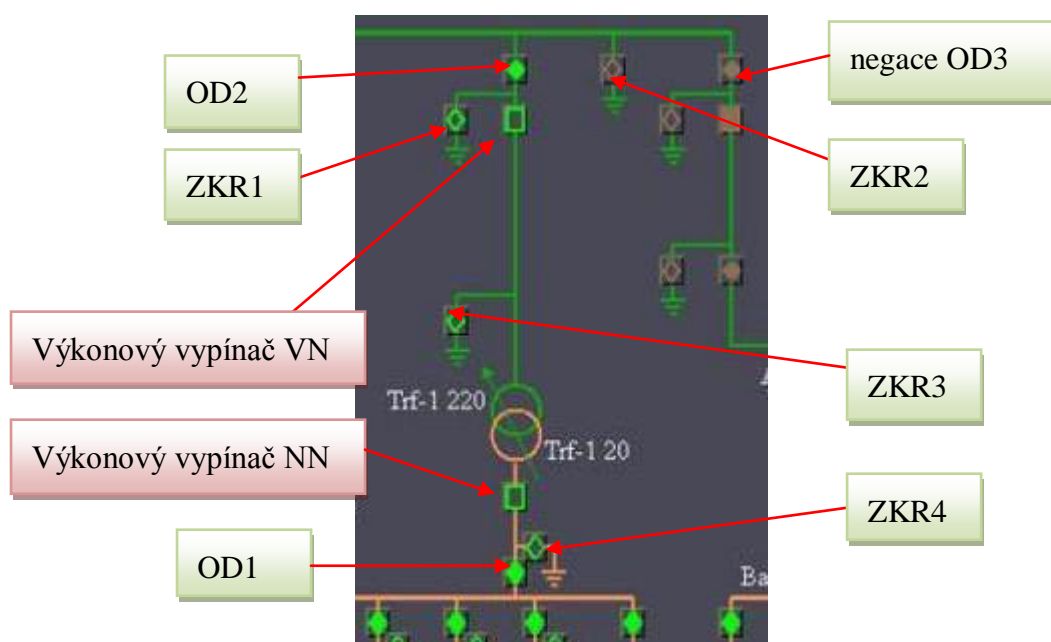 OD2
negace OD3
ZKR1
ZKR2
Výkonový vypínač VN
ZKR3
Trf-1 220
Výkonový vypínač NN
Trf-1 20
ZKR4
OD1
Ba